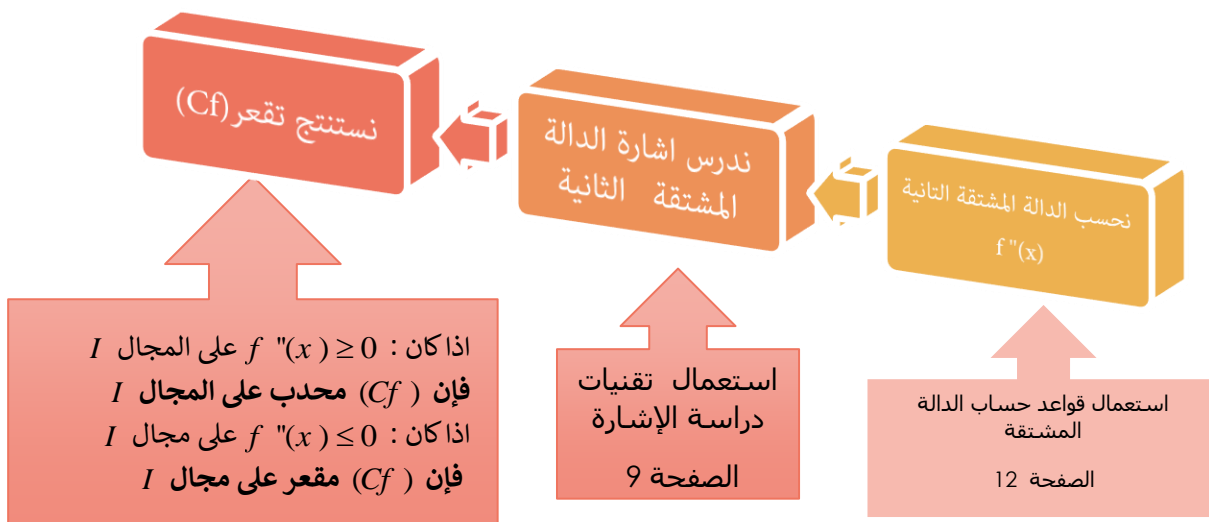 نحسب الدالة المشتقة التانية
f "(x)
ندرس اشارة الدالة
المشتقة الثانية
نستنتج تقعر (Cf)
استعمال قواعد حساب الدالة
المشتقة
الصفحة 12
استعمال تقنيات
دراسة الإشارة
الصفحة 9
اذا كان : f "(x) ≥ 0 على المجال I
فإن (Cf) محدب على المجال I
اذا كان : f "(x) ≤ 0 على مجال I
فإن (Cf) مقعر على مجال I